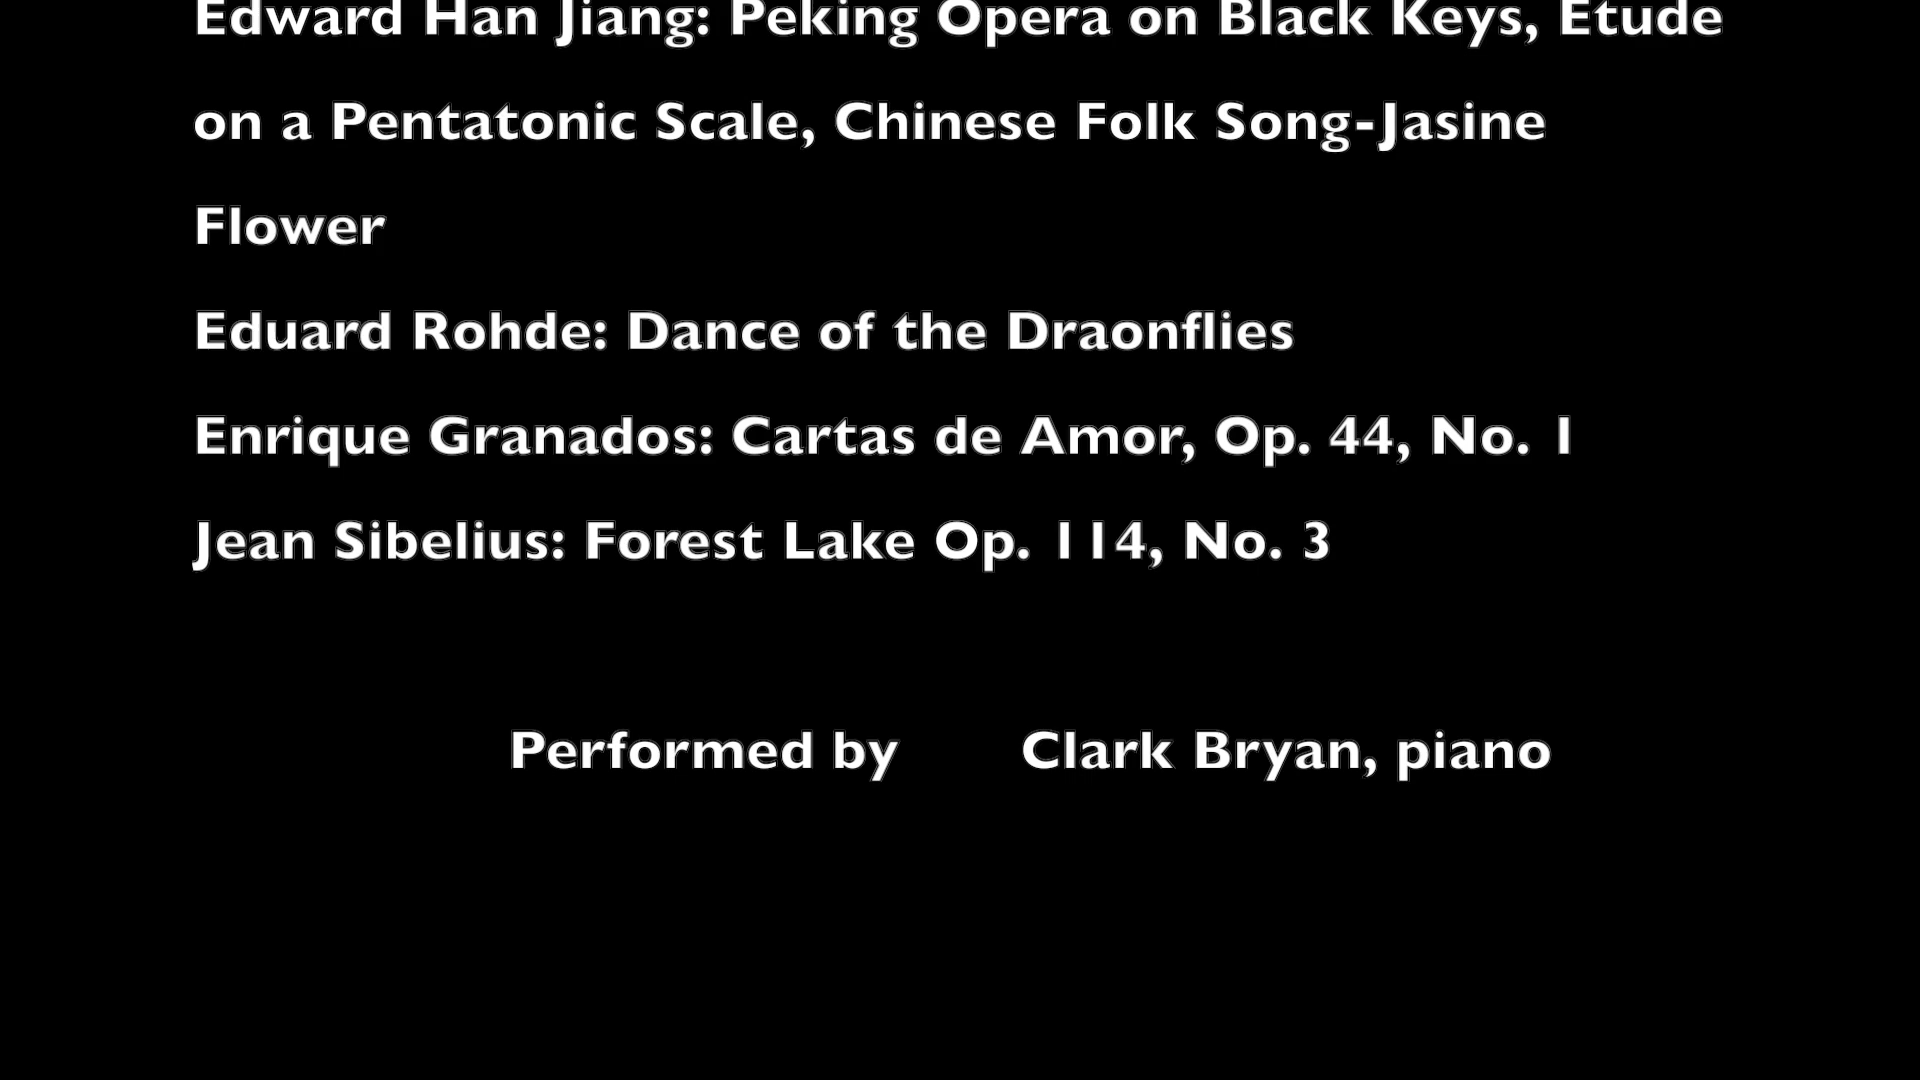 Edward Han Jiang: Peking Opera on Black Keys, Etude
on a Pentatonic Scale, Chinese Folk Song-Jasine
Flower
Eduard Rohde: Dance of the Draonflies
Enrique Granados: Cartas de Amor, Op. 44, No. 1
Jean Sibelius: Forest Lake Op. 114, No. 3
Performed by Clark Bryan, piano